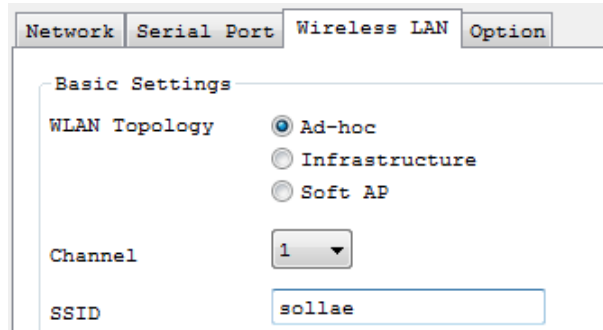 Network Serial Port Wireless LAN Option
Basic Settings
WLAN Topology Ad-hoc
Infrastructure
Soft AP
Channel 1
SSID sollae